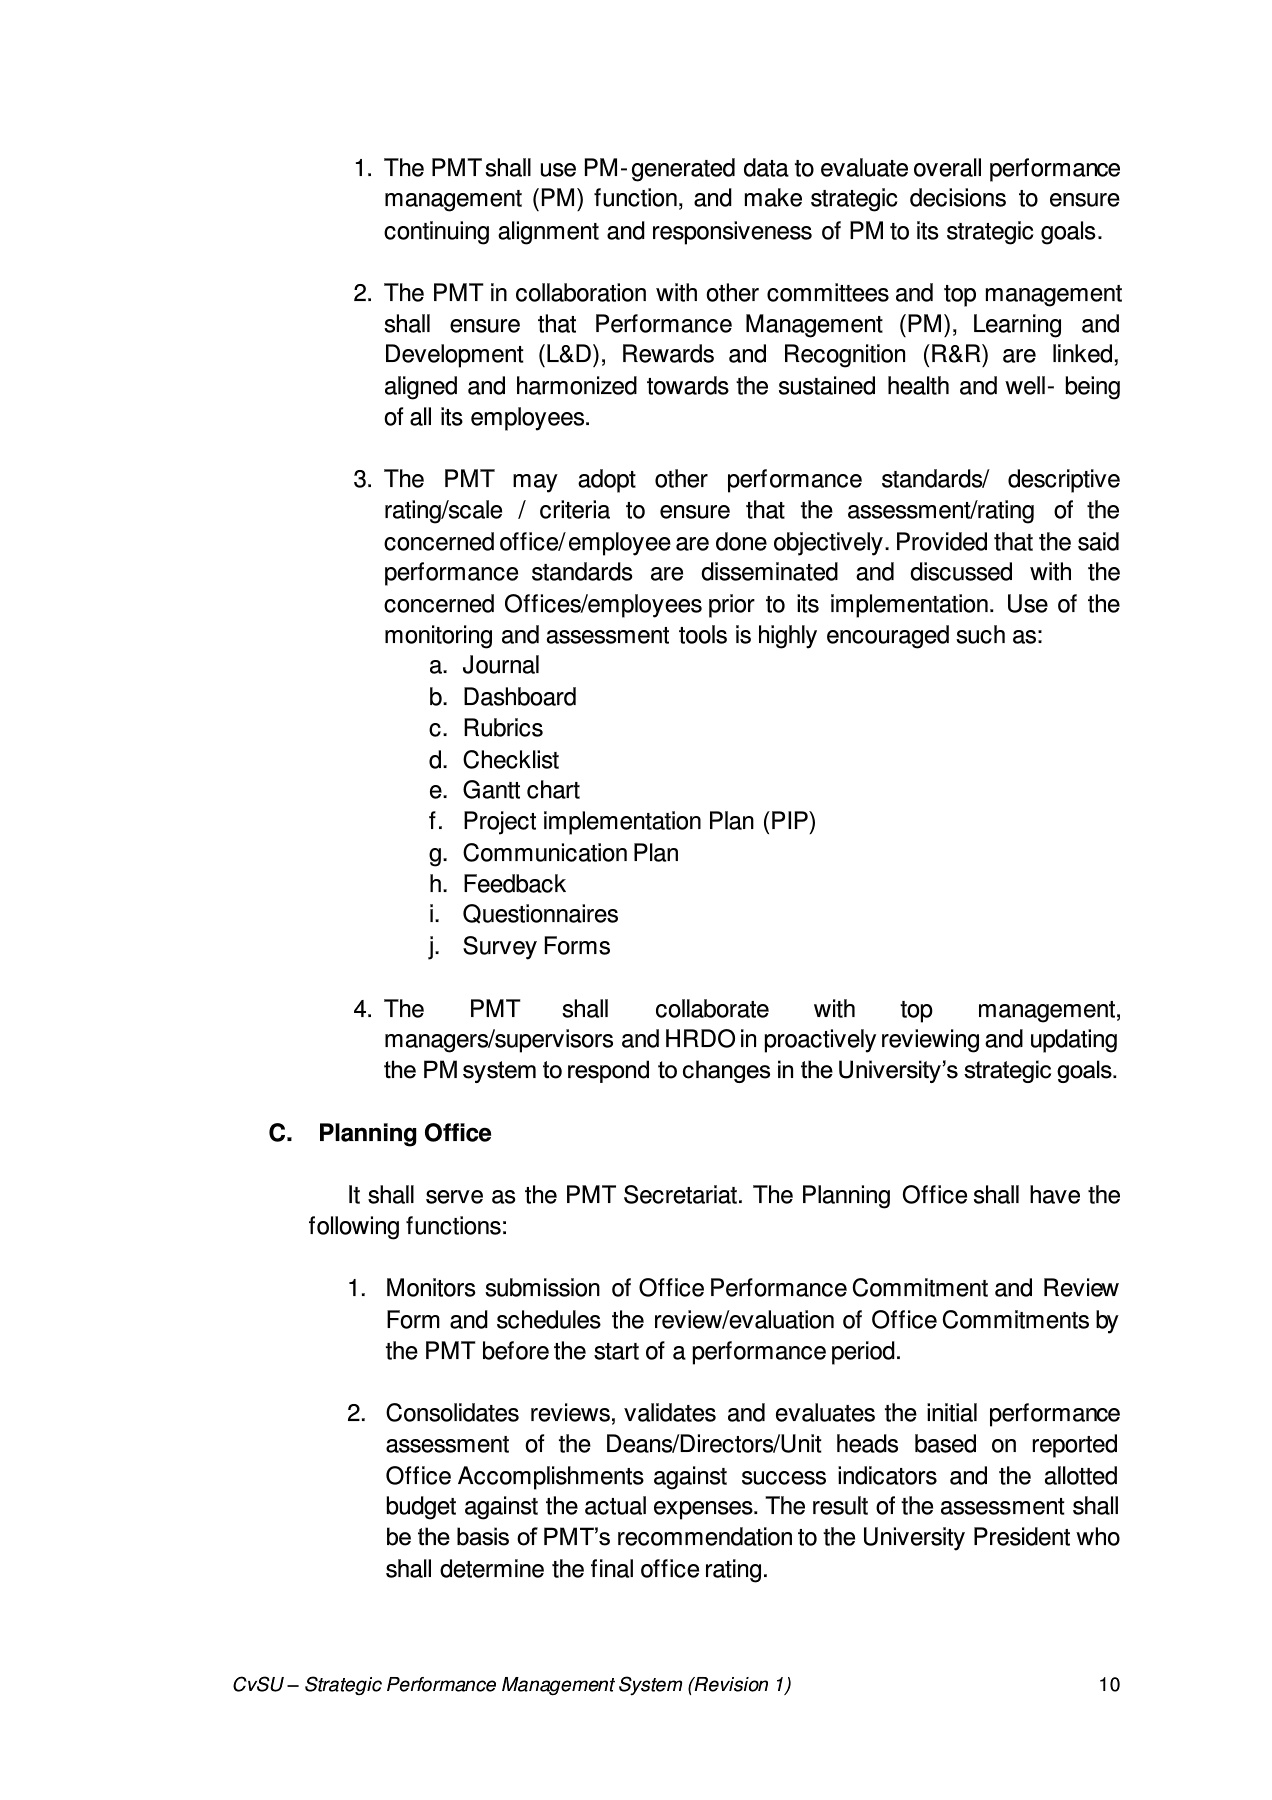 1. The PMT shall use PM-generated data to evaluate overall performance
management (PM) function, and make strategic decisions to ensure
continuing alignment and responsiveness of PM to its strategic goals.
2. The PMT in collaboration with other committees and top management
shall ensure that Performance Management (PM), Learning and
Development (L&D), Rewards and Recognition (R&R) are linked,
aligned and harmonized towards the sustained health and well- being
of all its employees.
3. The PMT may adopt other performance standards/ descriptive
rating/scale / criteria to ensure that the assessment/rating of the
concerned office/employee are done objectively. Provided that the said
performance standards are disseminated and discussed with the
concerned Offices/employees prior to its implementation. Use of the
monitoring and assessment tools is highly encouraged such as:
a. Journal
b. Dashboard
c. Rubrics
d. Checklist
e. Gantt chart
f. Project implementation Plan (PIP)
g. Communication Plan
h. Feedback
i. Questionnaires
j. Survey Forms
4. The PMT shall collaborate with top management,
managers/supervisors and HRDO in proactively reviewing and updating
the PM system to respond to changes in the University’s strategic goals.
C. Planning Office
It shall serve as the PMT Secretariat. The Planning Office shall have the
following functions:
1. Monitors submission of Office Performance Commitment and Review
Form and schedules the review/evaluation of Office Commitments by
the PMT before the start of a performance period.
2. Consolidates reviews, validates and evaluates the initial performance
assessment of the Deans/Directors/Unit heads based on reported
Office Accomplishments against success indicators and the allotted
budget against the actual expenses. The result of the assessment shall
be the basis of PMT’s recommendation to the University President who
shall determine the final office rating.
CvSU – Strategic Performance Management System (Revision 1) 10